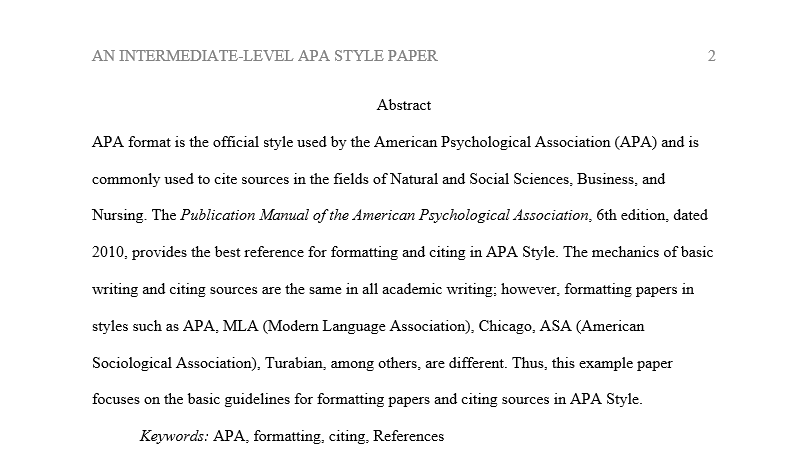 AN INTERMEDIATE-LEVEL APA STYLE PAPER 2
Abstract
APA format is the official style used by the American Psychological Association (APA) and is
commonly used to cite sources in the fields of Natural and Social Sciences, Business, and
Nursing. The Publication Manual of the American Psychological Association, 6th edition, dated
2010, provides the best reference for formatting and citing in APA Style. The mechanics of basic
writing and citing sources are the same in all academic writing; however, formatting papers in
styles such as APA, MLA (Modern Language Association), Chicago, ASA (American
Sociological Association), Turabian, among others, are different. Thus, this example paper
focuses on the basic guidelines for formatting papers and citing sources in APA Style.
Keywords: APA, formatting, citing, References